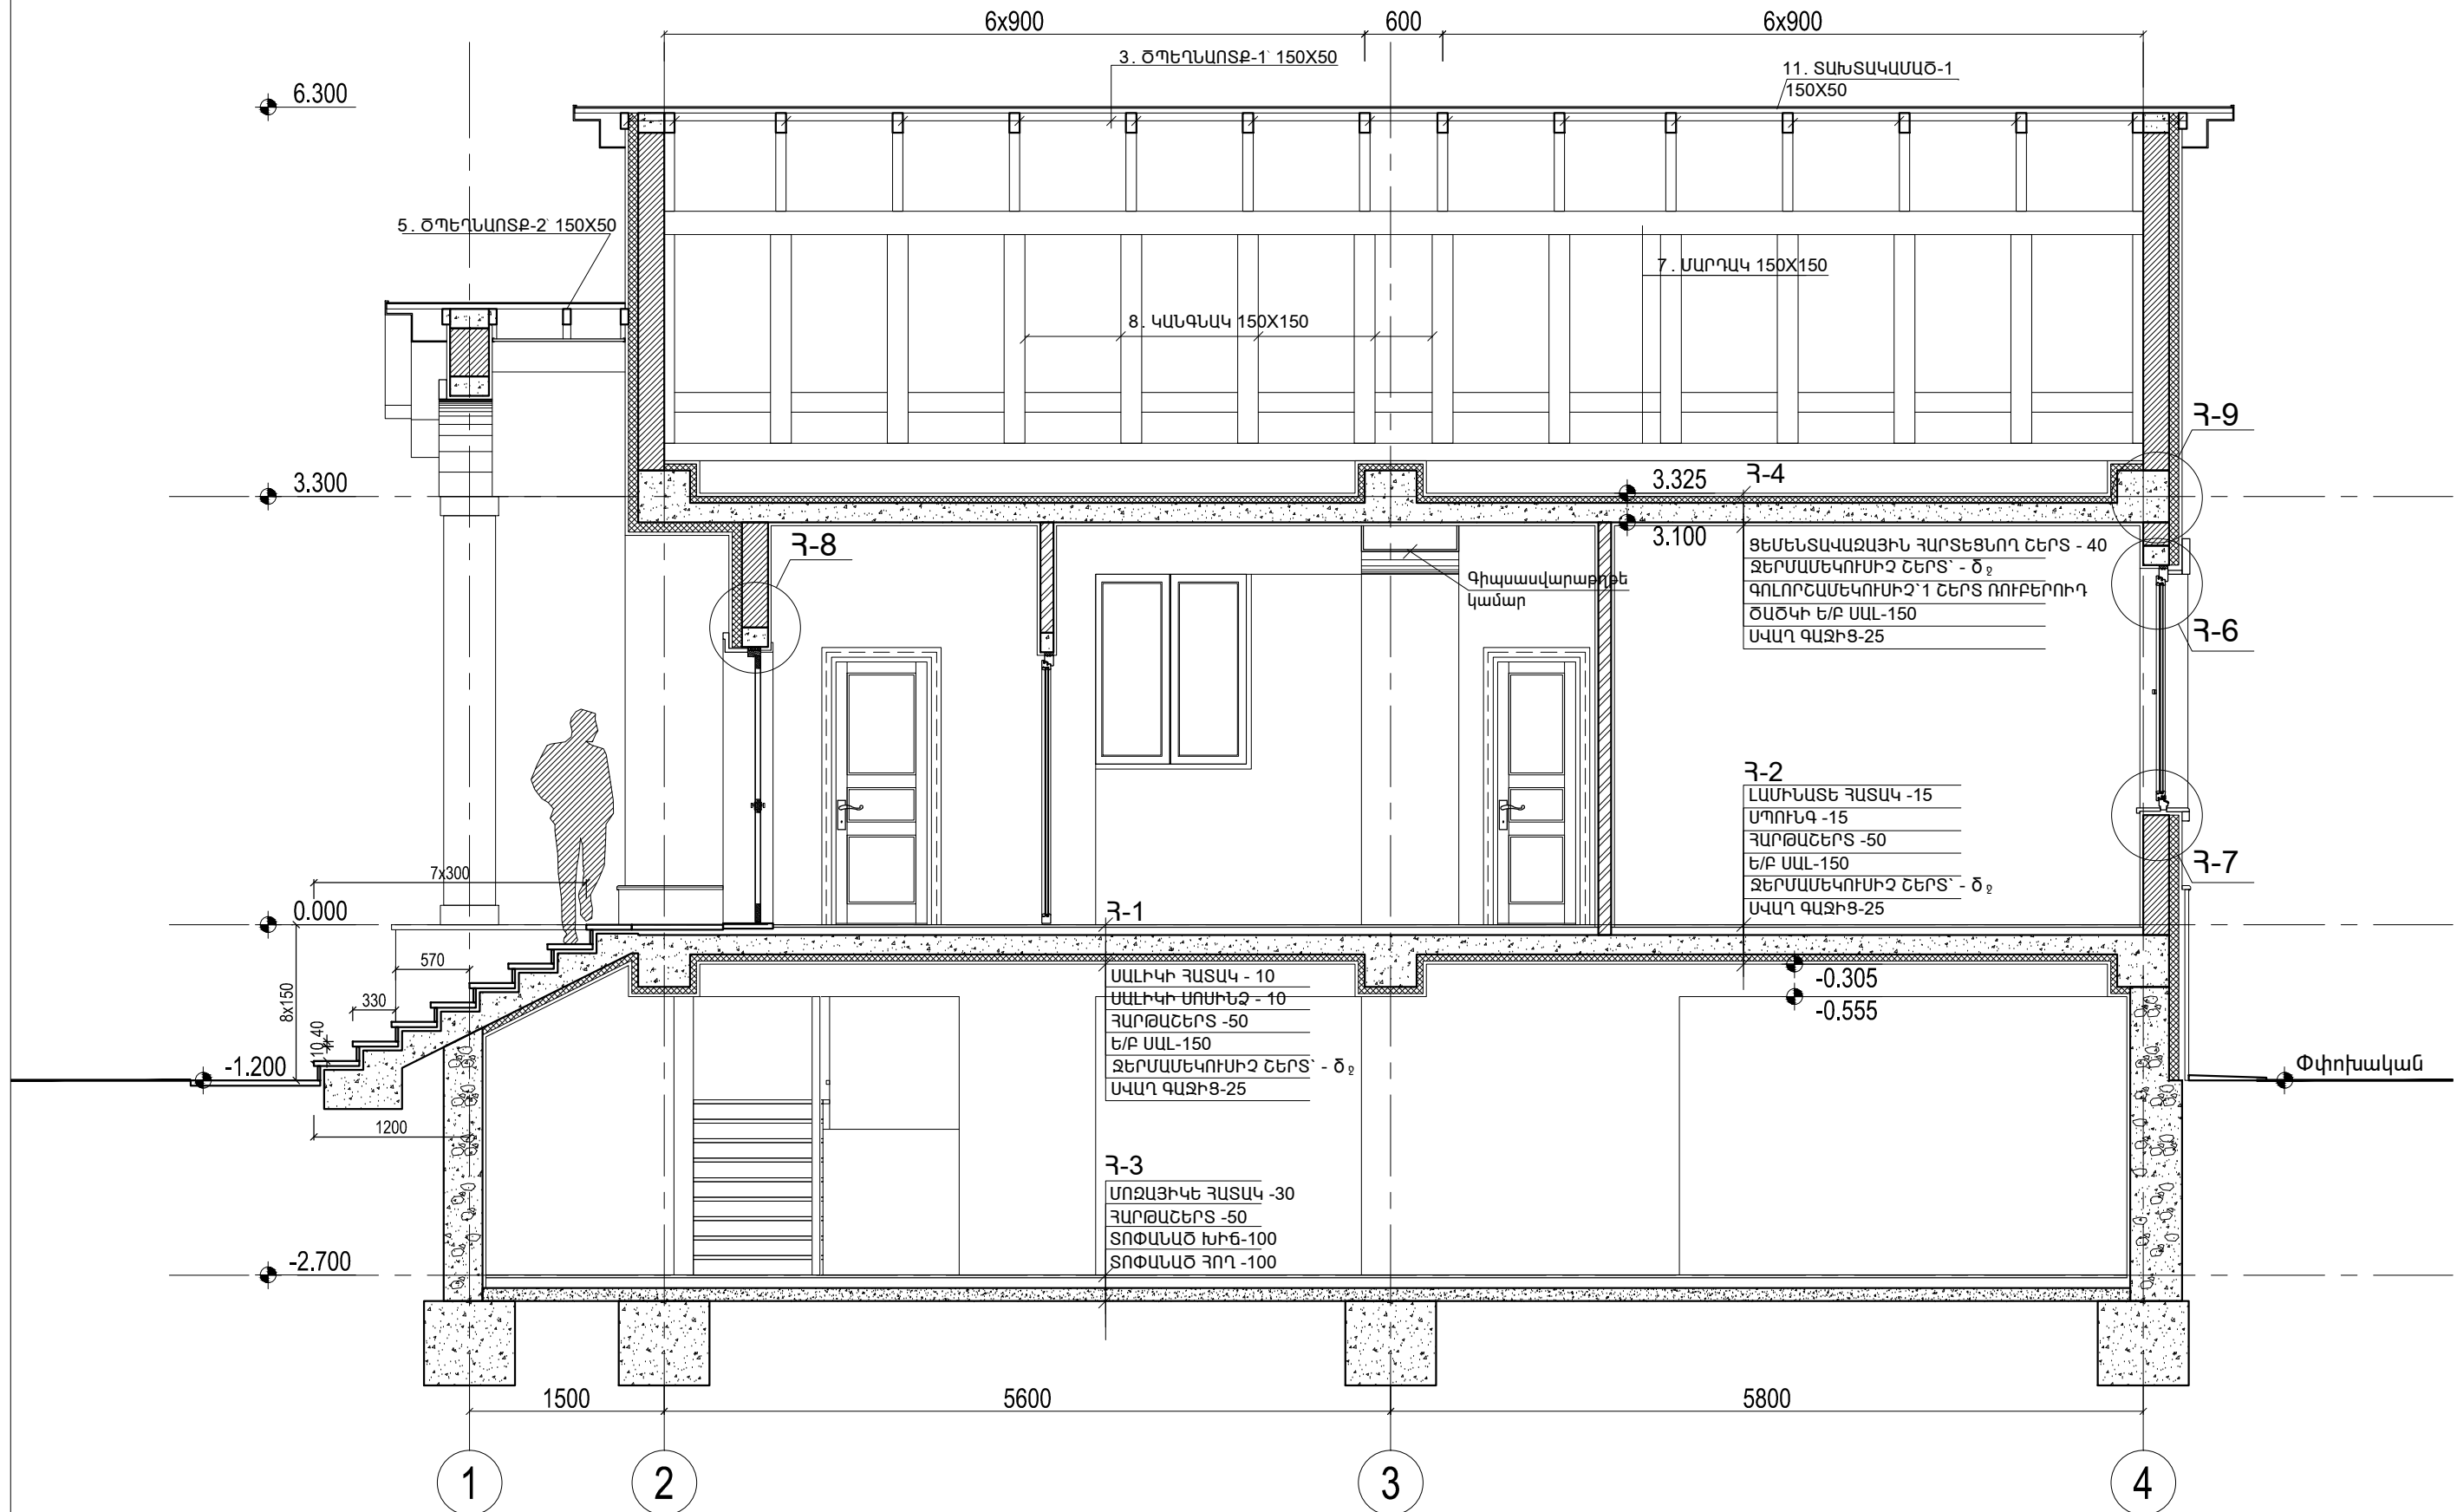 6x900
600
6x900
3. ԾՊԵՂՆԱՈՏՔ-1՝ 150X50
11. ՏԱԽՏԱԿԱՄԱԾ-1
150X50
6.300
5. ԾՊԵՂՆԱՈՏՔ-2՝ 150X50
7. ՄԱՐԴԱԿ 150X150
8. ԿԱՆԳՆԱԿ 150X150
Հ-9
3.300
3.325
Հ-4
3.100
Հ-8
ՑԵՄԵՆՏԱՎԱԶԱՅԻՆ ՀԱՐՏԵՑՆՈՂ ՇԵՐՏ - 40
ՋԵՐՄԱՄԵԿՈՒՍԻՉ ՇԵՐՏ՝ - δ ջ
ԳՈԼՈՐՇԱՄԵԿՈՒՍԻՉ՝1 ՇԵՐՏ ՌՈՒԲԵՐՈԻԴ
ԾԱԾԿԻ Ե/Բ ՍԱԼ-150
ՍՎԱՂ ԳԱՋԻՑ-25
Գիպսասվարաթղթե
կամար
Հ-6
Հ-2
ԼԱՄԻՆԱՏԵ ՀԱՏԱԿ -15
ՍՊՈՒՆԳ -15
ՀԱՐԹԱՇԵՐՏ -50
Ե/Բ ՍԱԼ-150
ՋԵՐՄԱՄԵԿՈՒՍԻՉ ՇԵՐՏ՝ - δ ջ
ՍՎԱՂ ԳԱՋԻՑ-25
Հ-7
7x300
0.000
Հ-1
570
330
8x150
10 40
ՍԱԼԻԿԻ ՀԱՏԱԿ - 10
ՍԱԼԻԿԻ ՍՈՍԻՆՁ - 10
ՀԱՐԹԱՇԵՐՏ -50
Ե/Բ ՍԱԼ-150
ՋԵՐՄԱՄԵԿՈՒՍԻՉ ՇԵՐՏ՝ - δ ջ
ՍՎԱՂ ԳԱՋԻՑ-25
-0.305
-0.555
-1.200
Փփոխական
1200
Հ-3
ՄՈԶԱՅԻԿԵ ՀԱՏԱԿ -30
ՀԱՐԹԱՇԵՐՏ -50
ՏՈՓԱՆԱԾ ԽԻՃ-100
ՏՈՓԱՆԱԾ ՀՈՂ -100
-2.700
1500
5600
5800
1
2
3
4